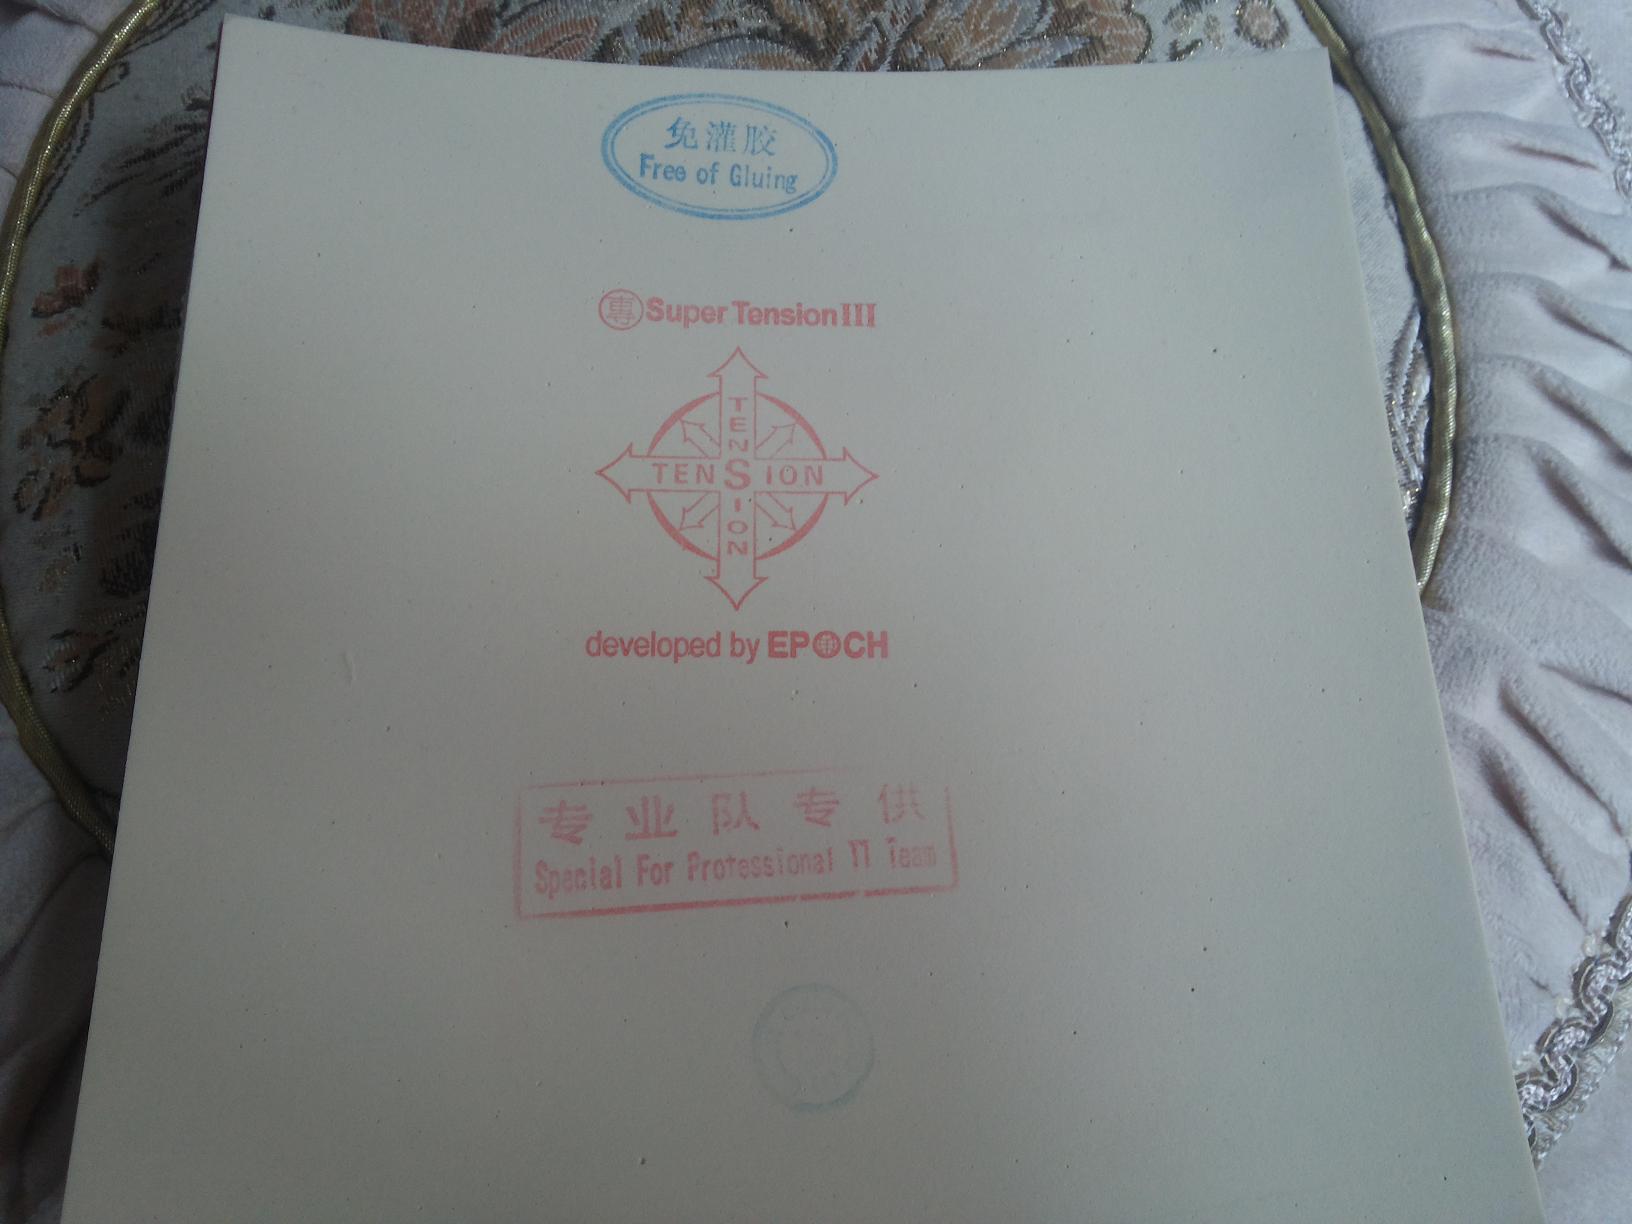 免灌胶
Free of Gluing
專 Super Tension III
TENSION
TENSION
developed by EPOCH
专业队专供
Special For Professional TT Team